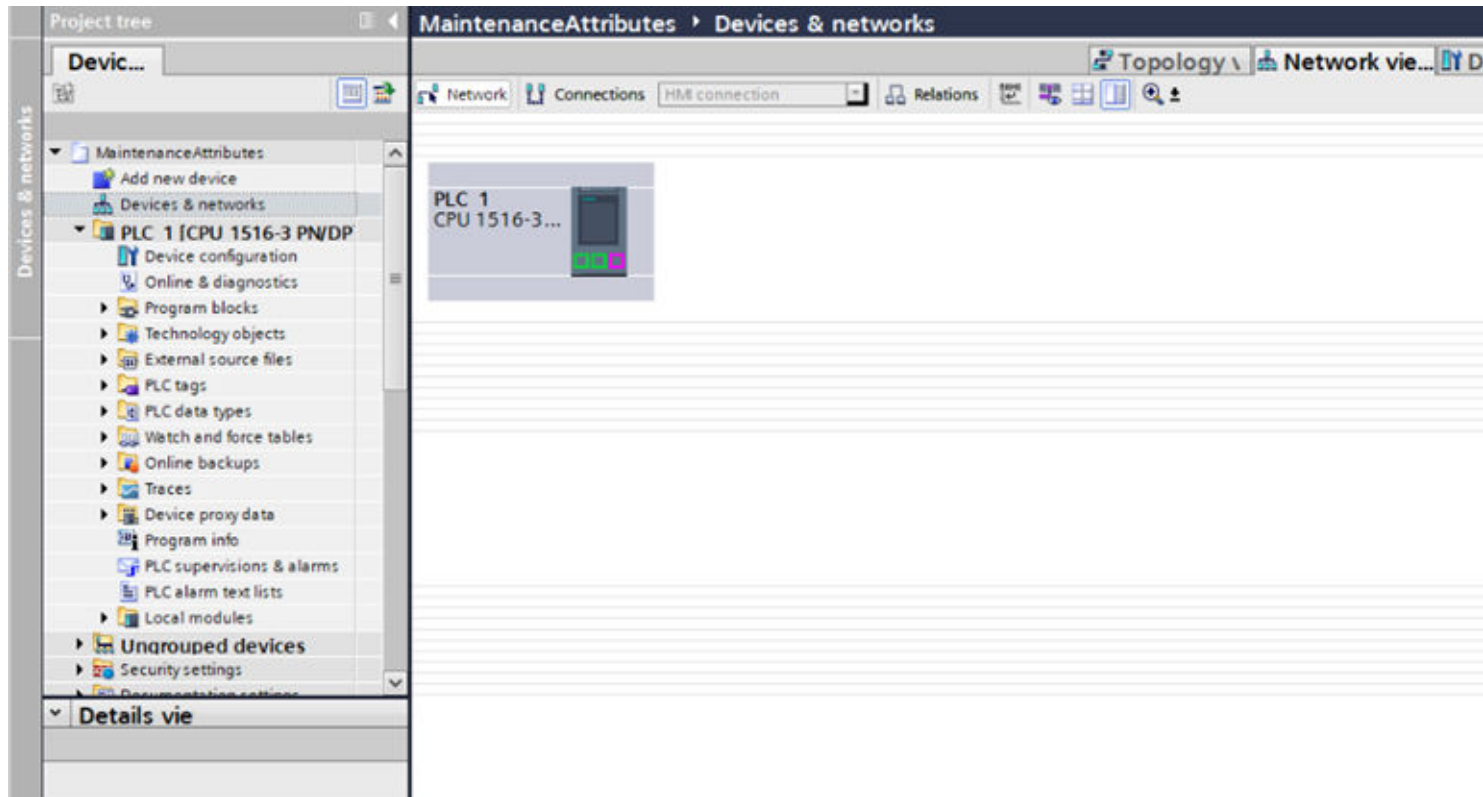 Project tree
MaintenanceAttributes Devices & networks
Devic...
Topology Network vie... D
Network Connections HMI connection Relations
Devices & networks
MaintenanceAttributes
Add new device
Devices & networks
PLC 1 [CPU 1516-3 PN/DP
Device configuration
Online & diagnostics
Program blocks
Technology objects
External source files
PLC tags
PLC data types
Watch and force tables
Online backups
Traces
Device proxy data
Program info
PLC supervisions & alarms
PLC alarm text lists
Local modules
Ungrouped devices
Security settings
Documentation settings
Details vie
PLC 1
CPU 1516-3...